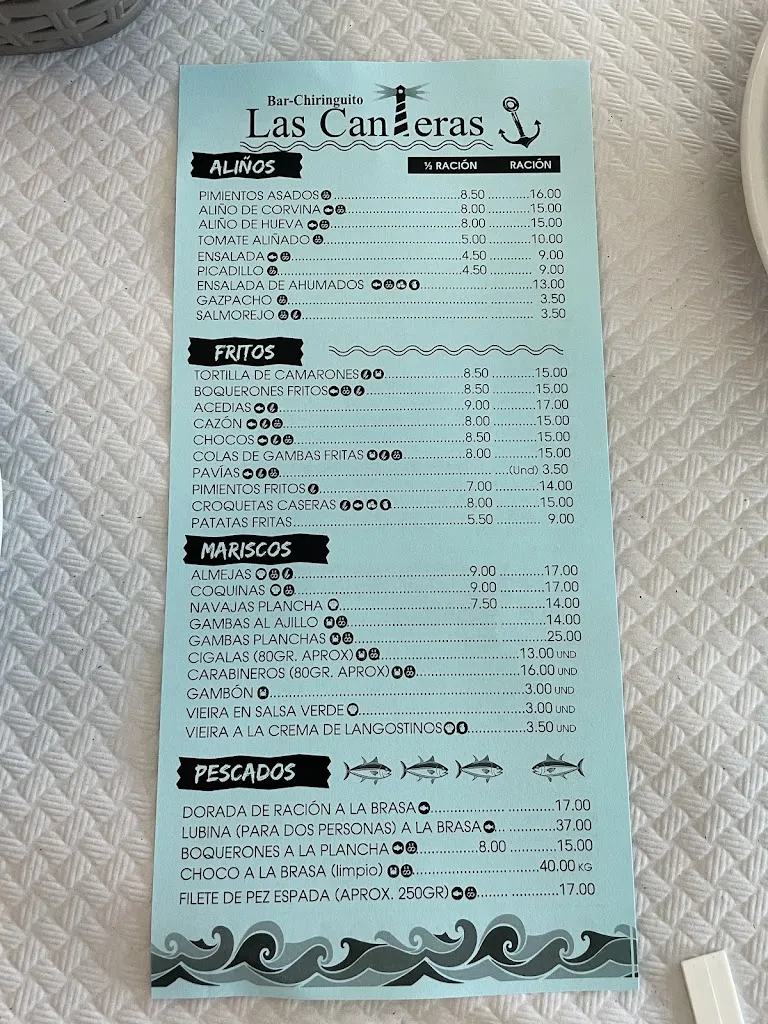 Bar-Chiringuito
Las Canteras
ALIÑOS ½ RACIÓN RACIÓN
PIMIENTOS ASADOS 8.50 16.00
ALIÑO DE CORVINA 8.00 15.00
ALIÑO DE HUEVA 8.00 15.00
TOMATE ALIÑADO 5.00 10.00
ENSALADA 4.50 9.00
PICADILLO 4.50 9.00
ENSALADA DE AHUMADOS 13.00
GAZPACHO 3.50
SALMOREJO 3.50
FRITOS
TORTILLA DE CAMARONES 8.50 15.00
BOQUERONES FRITOS 8.50 15.00
ACEDIAS 9.00 17.00
CAZÓN 8.00 15.00
CHOCOS 8.50 15.00
COLAS DE GAMBAS FRITAS 8.00 15.00
PAVÍAS (Und) 3.50
PIMIENTOS FRITOS 7.00 14.00
CROQUETAS CASERAS 8.00 15.00
PATATAS FRITAS 5.50 9.00
MARISCOS
ALMEJAS 9.00 17.00
COQUINAS 9.00 17.00
NAVAJAS PLANCHA 7.50 14.00
GAMBAS AL AJILLO 14.00
GAMBAS PLANCHAS 25.00
CIGALAS (80GR. APROX) 13.00 UND
CARABINEROS (80GR. APROX) 16.00 UND
GAMBÓN 3.00 UND
VIEIRA EN SALSA VERDE 3.00 UND
VIEIRA A LA CREMA DE LANGOSTINOS 3.50 UND
PESCADOS
DORADA DE RACIÓN A LA BRASA 17.00
LUBINA (PARA DOS PERSONAS) A LA BRASA 37.00
BOQUERONES A LA PLANCHA 8.00 15.00
CHOCO A LA BRASA (limpio) 40.00 KG
FILETE DE PEZ ESPADA (APROX. 250GR) 17.00